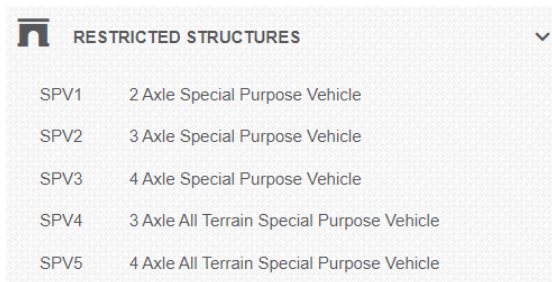 RESTRICTED STRUCTURES
SPV1 2 Axle Special Purpose Vehicle
SPV2 3 Axle Special Purpose Vehicle
SPV3 4 Axle Special Purpose Vehicle
SPV4 3 Axle All Terrain Special Purpose Vehicle
SPV5 4 Axle All Terrain Special Purpose Vehicle